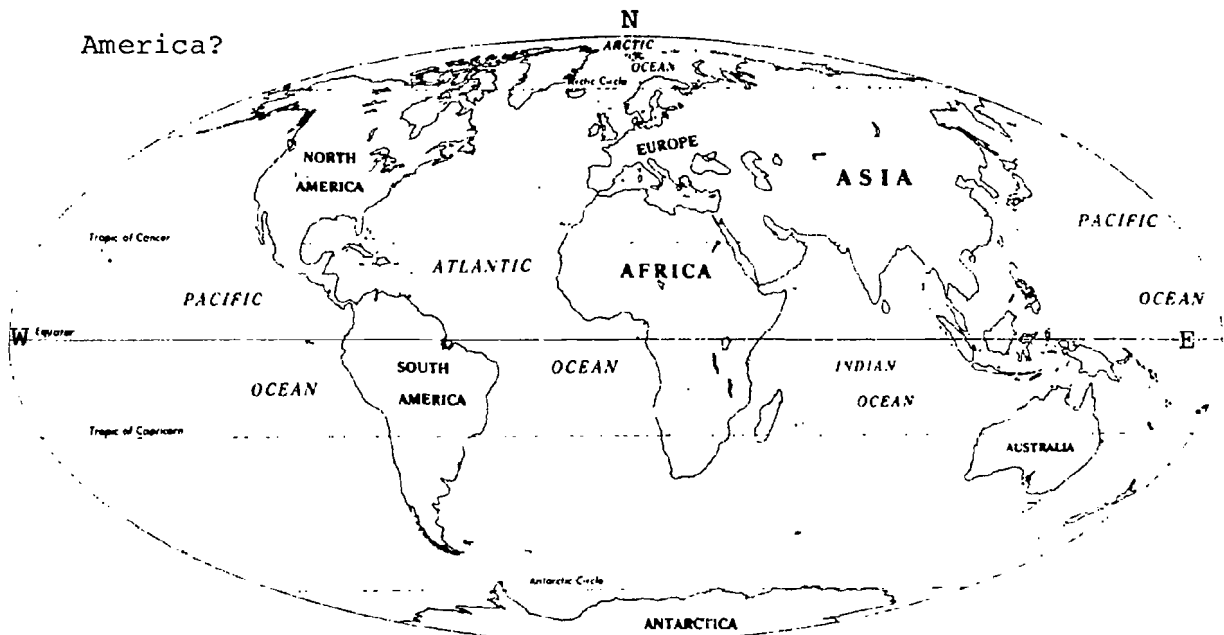 N
America?
ARCTIC
OCEAN
Arctic Circle
EUROPE
NORTH
AMERICA
ASIA
Tropic of Cancer
PACIFIC
ATLANTIC
AFRICA
PACIFIC
OCEAN
W Equator
E
SOUTH
AMERICA
OCEAN
INDIAN
OCEAN
OCEAN
Tropic of Capricorn
AUSTRALIA
Antarctic Circle
ANTARCTICA